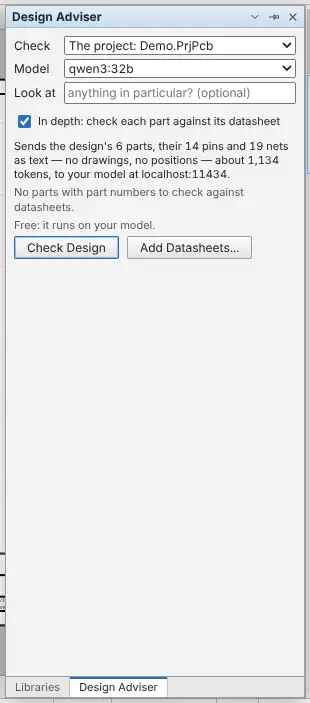 Design Adviser
Check The project: Demo.PrjPcb
Model qwen3:32b
Look at anything in particular? (optional)
In depth: check each part against its datasheet
Sends the design's 6 parts, their 14 pins and 19 nets
as text — no drawings, no positions — about 1,134
tokens, to your model at localhost:11434.
No parts with part numbers to check against
datasheets.
Free: it runs on your model.
Check Design Add Datasheets...
Libraries Design Adviser